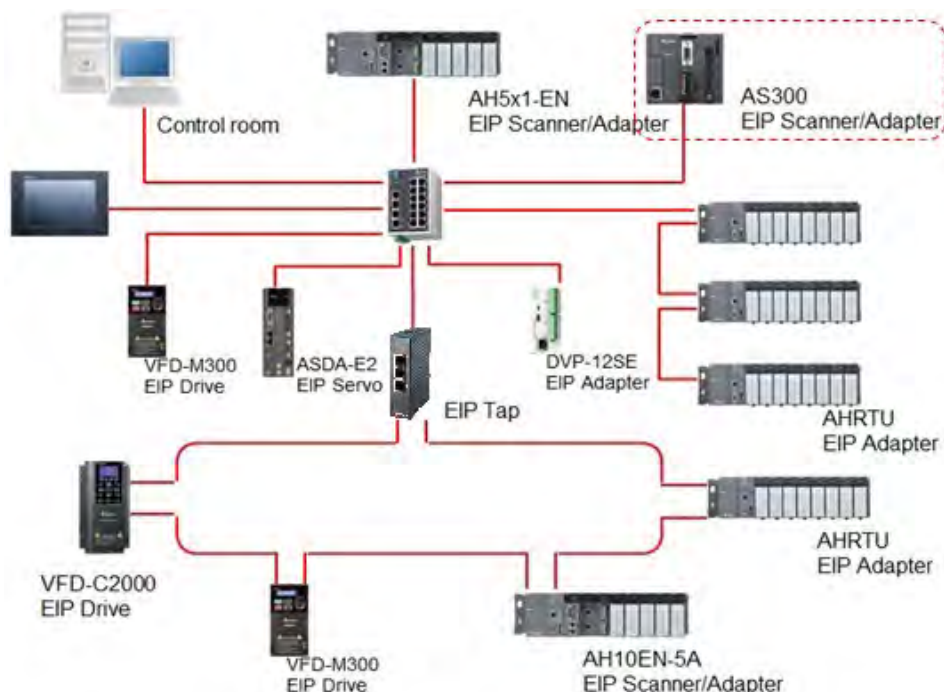 Control room
AH5x1-EN
EIP Scanner/Adapter
AS300
EIP Scanner/Adapter
VFD-M300
EIP Drive
ASDA-E2
EIP Servo
DVP-12SE
EIP Adapter
EIP Tap
AHRTU
EIP Adapter
VFD-C2000
EIP Drive
AHRTU
EIP Adapter
VFD-M300
EIP Drive
AH10EN-5A
EIP Scanner/Adapter